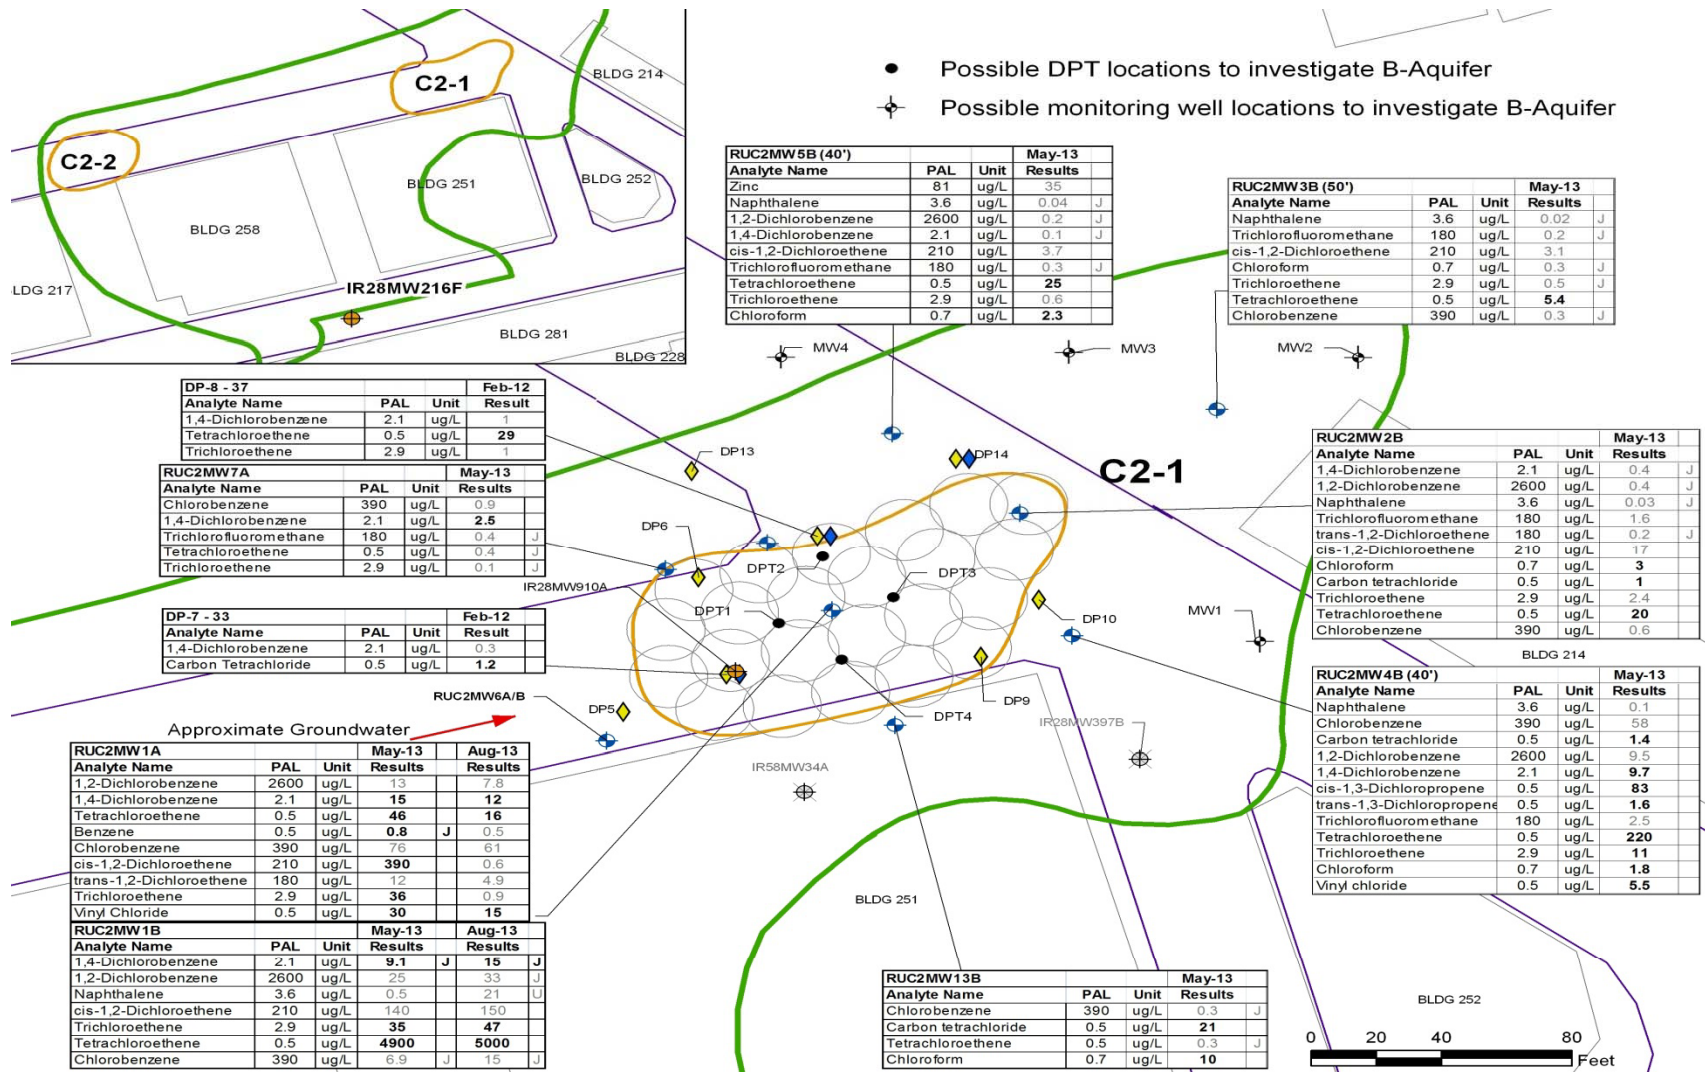 C2-1
C2-2
BLDG 214
BLDG 252
BLDG 251
BLDG 258
LDG 217
IR28MW216F
BLDG 281
BLDG 228
Possible DPT locations to investigate B-Aquifer
Possible monitoring well locations to investigate B-Aquifer
RUC2MW5B (40') May-13
Analyte Name PAL Unit Results
Zinc 81 ug/L 35
Naphthalene 3.6 ug/L 0.04 J
1,2-Dichlorobenzene 2600 ug/L 0.2 J
1,4-Dichlorobenzene 2.1 ug/L 0.1 J
cis-1,2-Dichloroethene 210 ug/L 3.7
Trichlorofluoromethane 180 ug/L 0.3 J
Tetrachloroethene 0.5 ug/L 25
Trichloroethene 2.9 ug/L 0.6
Chloroform 0.7 ug/L 2.3
RUC2MW3B (50') May-13
Analyte Name PAL Unit Results
Naphthalene 3.6 ug/L 0.02 J
Trichlorofluoromethane 180 ug/L 0.2 J
cis-1,2-Dichloroethene 210 ug/L 3.1
Chloroform 0.7 ug/L 0.3 J
Trichloroethene 2.9 ug/L 0.5 J
Tetrachloroethene 0.5 ug/L 5.4
Chlorobenzene 390 ug/L 0.3 J
MW4
MW3
MW2
DP-8 - 37 Feb-12
Analyte Name PAL Unit Result
1,4-Dichlorobenzene 2.1 ug/L 1
Tetrachloroethene 0.5 ug/L 29
Trichloroethene 2.9 ug/L 1
RUC2MW7A May-13
Analyte Name PAL Unit Results
Chlorobenzene 390 ug/L 0.9
1,4-Dichlorobenzene 2.1 ug/L 2.5
Trichlorofluoromethane 180 ug/L 0.4 J
Tetrachloroethene 0.5 ug/L 0.4 J
Trichloroethene 2.9 ug/L 0.1 J
DP13
DP14
C2-1
DP6
DPT2
DPT3
IR28MW910A
DPT1
DP10
MW1
RUC2MW2B May-13
Analyte Name PAL Unit Results
1,4-Dichlorobenzene 2.1 ug/L 0.4 J
1,2-Dichlorobenzene 2600 ug/L 0.4 J
Naphthalene 3.6 ug/L 0.03 J
Trichlorofluoromethane 180 ug/L 1.6
trans-1,2-Dichloroethene 180 ug/L 0.2 J
cis-1,2-Dichloroethene 210 ug/L 17
Chloroform 0.7 ug/L 3
Carbon tetrachloride 0.5 ug/L 1
Trichloroethene 2.9 ug/L 2.4
Tetrachloroethene 0.5 ug/L 20
Chlorobenzene 390 ug/L 0.6
BLDG 214
DP-7 - 33 Feb-12
Analyte Name PAL Unit Result
1,4-Dichlorobenzene 2.1 ug/L 0.3
Carbon Tetrachloride 0.5 ug/L 1.2
RUC2MW6A/B
DP5
DPT4
DP9
IR28MW397B
IR58MW34A
Approximate Groundwater
RUC2MW4B (40') May-13
Analyte Name PAL Unit Results
Naphthalene 3.6 ug/L 0.1
Chlorobenzene 390 ug/L 58
Carbon tetrachloride 0.5 ug/L 1.4
1,2-Dichlorobenzene 2600 ug/L 9.5
1,4-Dichlorobenzene 2.1 ug/L 9.7
cis-1,3-Dichloropropene 0.5 ug/L 83
trans-1,3-Dichloropropene 0.5 ug/L 1.6
Trichlorofluoromethane 180 ug/L 2.5
Tetrachloroethene 0.5 ug/L 220
Trichloroethene 2.9 ug/L 11
Chloroform 0.7 ug/L 1.8
Vinyl chloride 0.5 ug/L 5.5
RUC2MW1A May-13 Aug-13
Analyte Name PAL Unit Results Results
1,2-Dichlorobenzene 2600 ug/L 13 7.8
1,4-Dichlorobenzene 2.1 ug/L 15 12
Tetrachloroethene 0.5 ug/L 46 16
Benzene 0.5 ug/L 0.8 J 0.5
Chlorobenzene 390 ug/L 76 61
cis-1,2-Dichloroethene 210 ug/L 390 0.6
trans-1,2-Dichloroethene 180 ug/L 12 4.9
Trichloroethene 2.9 ug/L 36 0.9
Vinyl Chloride 0.5 ug/L 30 15
RUC2MW1B May-13 Aug-13
Analyte Name PAL Unit Results Results
1,4-Dichlorobenzene 2.1 ug/L 9.1 J 15 J
1,2-Dichlorobenzene 2600 ug/L 25 33 J
Naphthalene 3.6 ug/L 0.5 21 U
cis-1,2-Dichloroethene 210 ug/L 140 150
Trichloroethene 2.9 ug/L 35 47
Tetrachloroethene 0.5 ug/L 4900 5000
Chlorobenzene 390 ug/L 6.9 J 15 J
BLDG 251
RUC2MW13B May-13
Analyte Name PAL Unit Results
Chlorobenzene 390 ug/L 0.3 J
Carbon tetrachloride 0.5 ug/L 21
Tetrachloroethene 0.5 ug/L 0.3 J
Chloroform 0.7 ug/L 10
BLDG 252
0 20 40 80
Feet